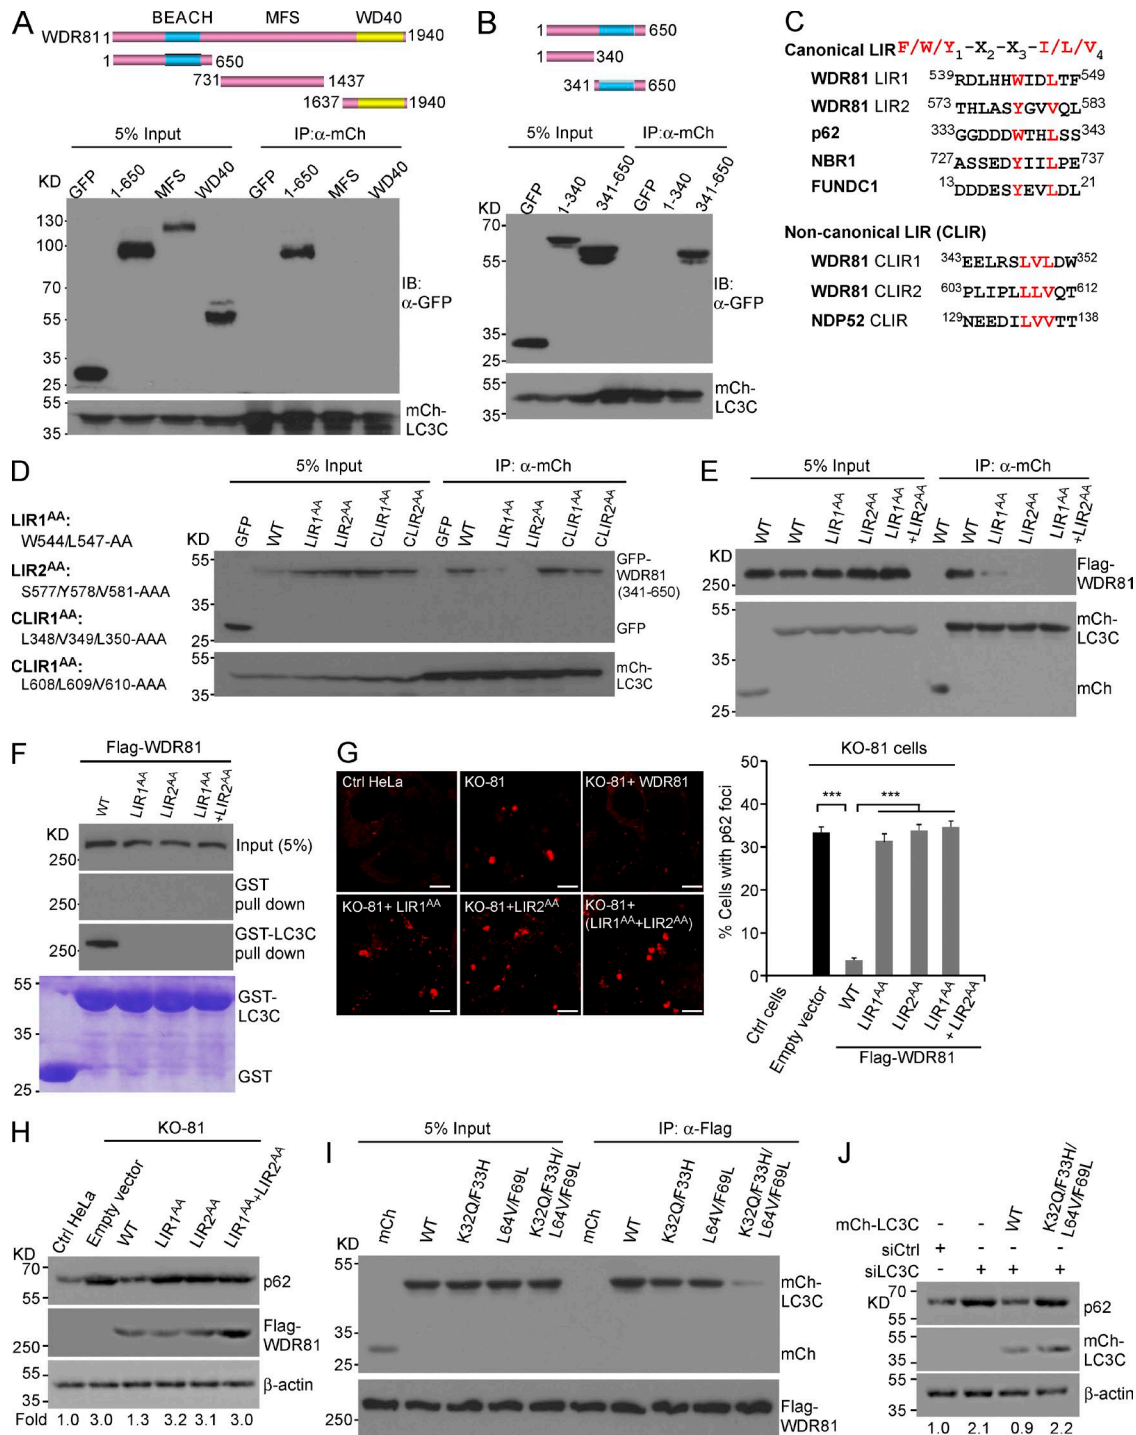 A
BEACH MFS WD40
WDR81 1 1940
1 650
731 1437
1637 1940
5% Input IP:α-mCh
KD GFP 1-650 MFS WD40 GFP 1-650 MFS WD40
130
100
70
55
35
25
IB:
α-GFP
55
35
mCh-
LC3C
B
1 650
1 340
341 650
5% Input IP:α-mCh
KD GFP 1-340 341-650 GFP 1-340 341-650
70
55
35
25
IB:
α-GFP
55
35
mCh-
LC3C
C
Canonical LIR F/W/Y1-X2-X3-I/L/V4
WDR81 LIR1 539RDLHHWIDLTF549
WDR81 LIR2 573THLASYGVVQL583
p62 333GGDDDWTHLSS343
NBR1 727ASSEDYIILPE737
FUNDC1 13DDDESYEVLDL21
Non-canonical LIR (CLIR)
WDR81 CLIR1 343EELRSLVLDW352
WDR81 CLIR2 603PLIPLLLVQT612
NDP52 CLIR 129NEEDILVVTT138
D
LIR1AA:
W544/L547-AA
LIR2AA:
S577/Y578/V581-AAA
CLIR1AA:
L348/V349/L350-AAA
CLIR1AA:
L608/L609/V610-AAA
5% Input IP: α-mCh
KD GFP WT LIR1AA LIR2AA CLIR1AA CLIR2AA GFP WT LIR1AA LIR2AA CLIR1AA CLIR2AA
55
35
25
GFP-
WDR81
(341-650)
GFP
55
35
mCh-
LC3C
E
5% Input IP: α-mCh
KD WT WT LIR1AA LIR2AA LIR1AA +LIR2AA WT WT LIR1AA LIR2AA LIR1AA +LIR2AA
250
Flag-
WDR81
55
35
25
mCh-
LC3C
mCh
F
Flag-WDR81
KD WT LIR1AA LIR2AA LIR1AA +LIR2AA
250 Input (5%)
250
GST
pull down
250
GST-LC3C
pull down
55
35
25
GST-
LC3C
GST
G
Ctrl HeLa KO-81 KO-81+ WDR81
KO-81+ LIR1AA KO-81+LIR2AA KO-81+
(LIR1AA+LIR2AA)
KO-81 cells
*** ***
% Cells with p62 foci
50
40
30
20
10
0
Ctrl cells Empty vector WT LIR1AA LIR2AA LIR1AA +LIR2AA
Flag-WDR81
H
KO-81
KD Ctrl HeLa Empty vector WT LIR1AA LIR2AA LIR1AA+LIR2AA
70
55
p62
250
Flag-
WDR81
55
35
β-actin
Fold 1.0 3.0 1.3 3.2 3.1 3.0
I
5% Input IP: α-Flag
KD mCh WT K32Q/F33H L64V/F69L K32Q/F33H/ L64V/F69L mCh WT K32Q/F33H L64V/F69L K32Q/F33H/ L64V/F69L
55
35
25
mCh-
LC3C
mCh
250
Flag-
WDR81
J
mCh-LC3C - - WT K32Q/F33H/ L64V/F69L
siCtrl + - - -
siLC3C - + + +
KD 70
55
p62
55
40
mCh-
LC3C
55
35
β-actin
1.0 2.1 0.9 2.2